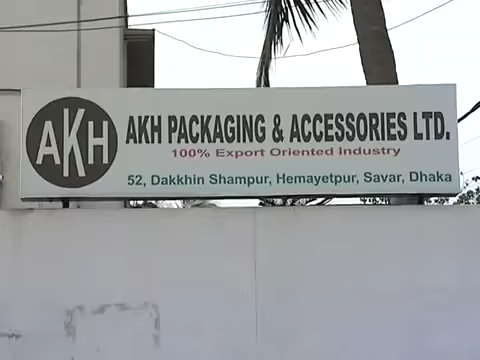 AKH
AKH PACKAGING & ACCESSORIES LTD.
100% Export Oriented Industry
52, Dakkhin Shampur, Hemayetpur, Savar, Dhaka